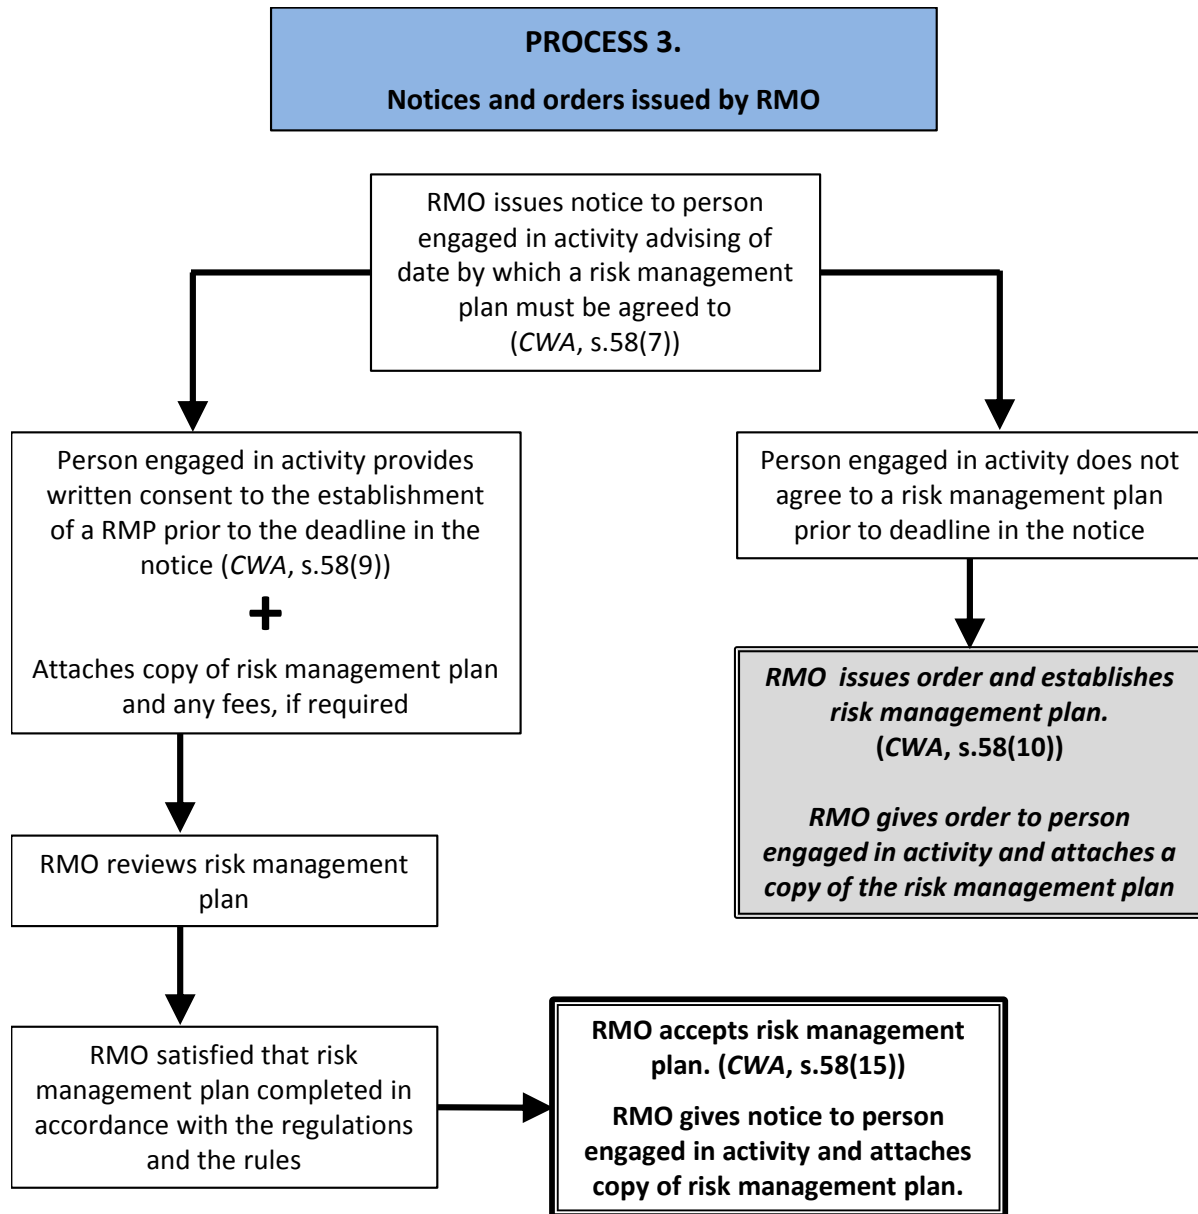 PROCESS 3.
Notices and orders issued by RMO
RMO issues notice to person
engaged in activity advising of
date by which a risk management
plan must be agreed to
(CWA, s.58(7))
Person engaged in activity provides
written consent to the establishment
of a RMP prior to the deadline in the
notice (CWA, s.58(9))
+
Attaches copy of risk management plan
and any fees, if required
Person engaged in activity does not
agree to a risk management plan
prior to deadline in the notice
RMO issues order and establishes
risk management plan.
(CWA, s.58(10))
RMO gives order to person
engaged in activity and attaches a
copy of the risk management plan
RMO reviews risk management
plan
RMO satisfied that risk
management plan completed in
accordance with the regulations
and the rules
RMO accepts risk management
plan. (CWA, s.58(15))
RMO gives notice to person
engaged in activity and attaches
copy of risk management plan.